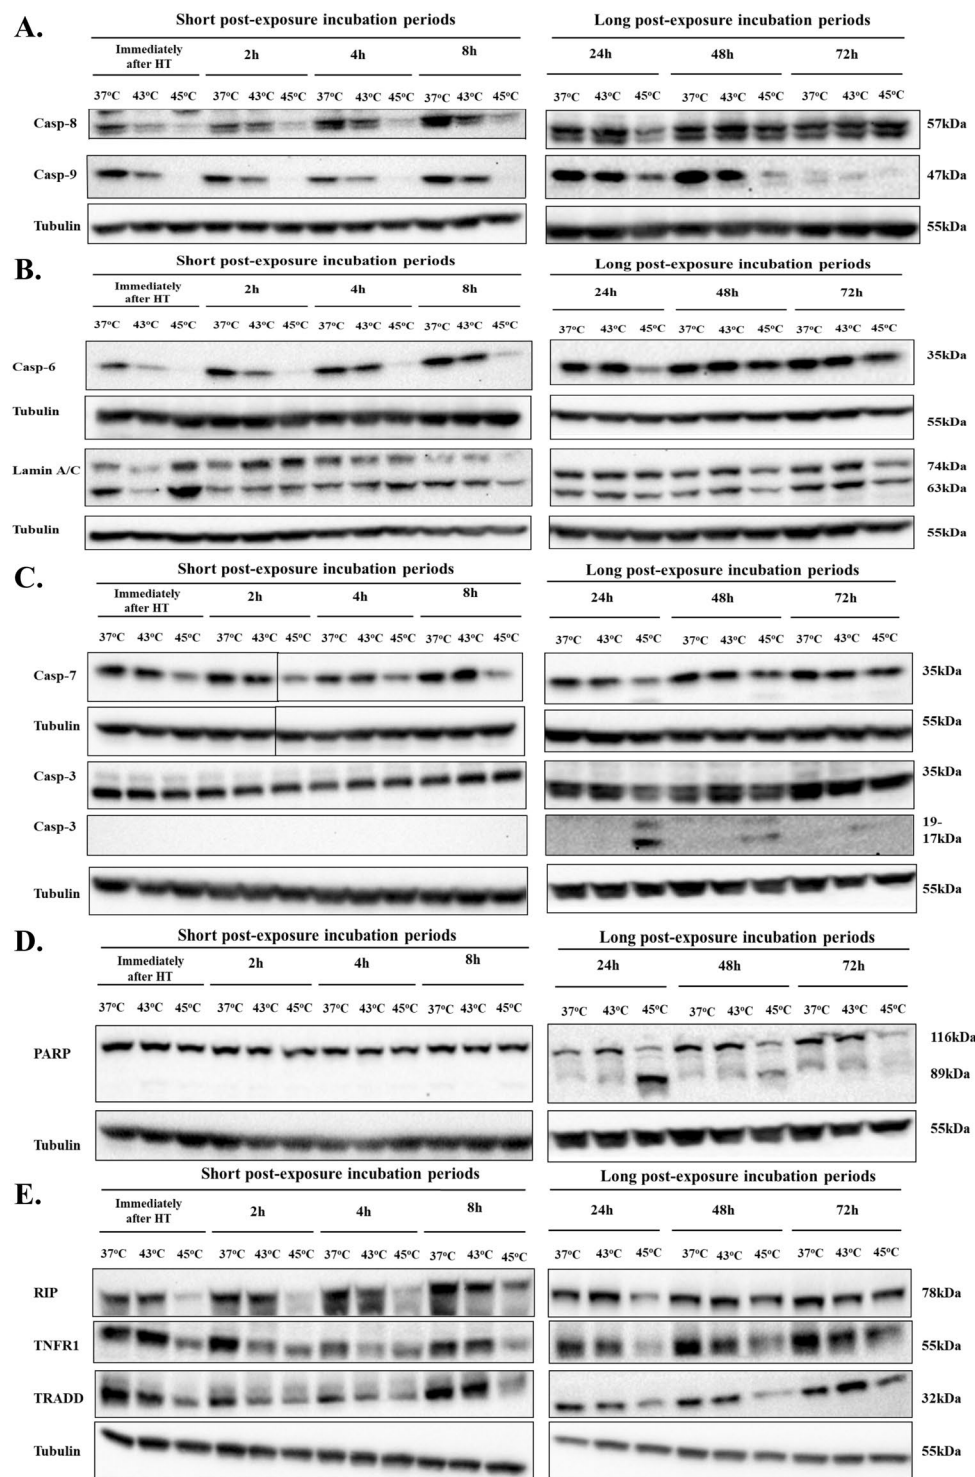 A.
Short post-exposure incubation periods
Long post-exposure incubation periods
Immediately
after HT
2h
4h
8h
24h
48h
72h
37°C 43°C 45°C 37°C 43°C 45°C 37°C 43°C 45°C 37°C 43°C 45°C
37°C 43°C 45°C 37°C 43°C 45°C 37°C 43°C 45°C
Casp-8
57kDa
Casp-9
47kDa
Tubulin
55kDa
B.
Short post-exposure incubation periods
Long post-exposure incubation periods
Immediately
after HT
2h
4h
8h
24h
48h
72h
37°C 43°C 45°C 37°C 43°C 45°C 37°C 43°C 45°C 37°C 43°C 45°C
37°C 43°C 45°C 37°C 43°C 45°C 37°C 43°C 45°C
Casp-6
35kDa
Tubulin
55kDa
Lamin A/C
74kDa
63kDa
Tubulin
55kDa
C.
Short post-exposure incubation periods
Long post-exposure incubation periods
Immediately
after HT
2h
4h
8h
24h
48h
72h
37°C 43°C 45°C 37°C 43°C 45°C 37°C 43°C 45°C 37°C 43°C 45°C
37°C 43°C 45°C 37°C 43°C 45°C 37°C 43°C 45°C
Casp-7
35kDa
Tubulin
55kDa
Casp-3
35kDa
Casp-3
19-
17kDa
Tubulin
55kDa
D.
Short post-exposure incubation periods
Long post-exposure incubation periods
Immediately
after HT
2h
4h
8h
24h
48h
72h
37°C 43°C 45°C 37°C 43°C 45°C 37°C 43°C 45°C 37°C 43°C 45°C
37°C 43°C 45°C 37°C 43°C 45°C 37°C 43°C 45°C
PARP
116kDa
89kDa
Tubulin
55kDa
E.
Short post-exposure incubation periods
Long post-exposure incubation periods
Immediately
after HT
2h
4h
8h
24h
48h
72h
37°C 43°C 45°C 37°C 43°C 45°C 37°C 43°C 45°C 37°C 43°C 45°C
37°C 43°C 45°C 37°C 43°C 45°C 37°C 43°C 45°C
RIP
78kDa
TNFR1
55kDa
TRADD
32kDa
Tubulin
55kDa